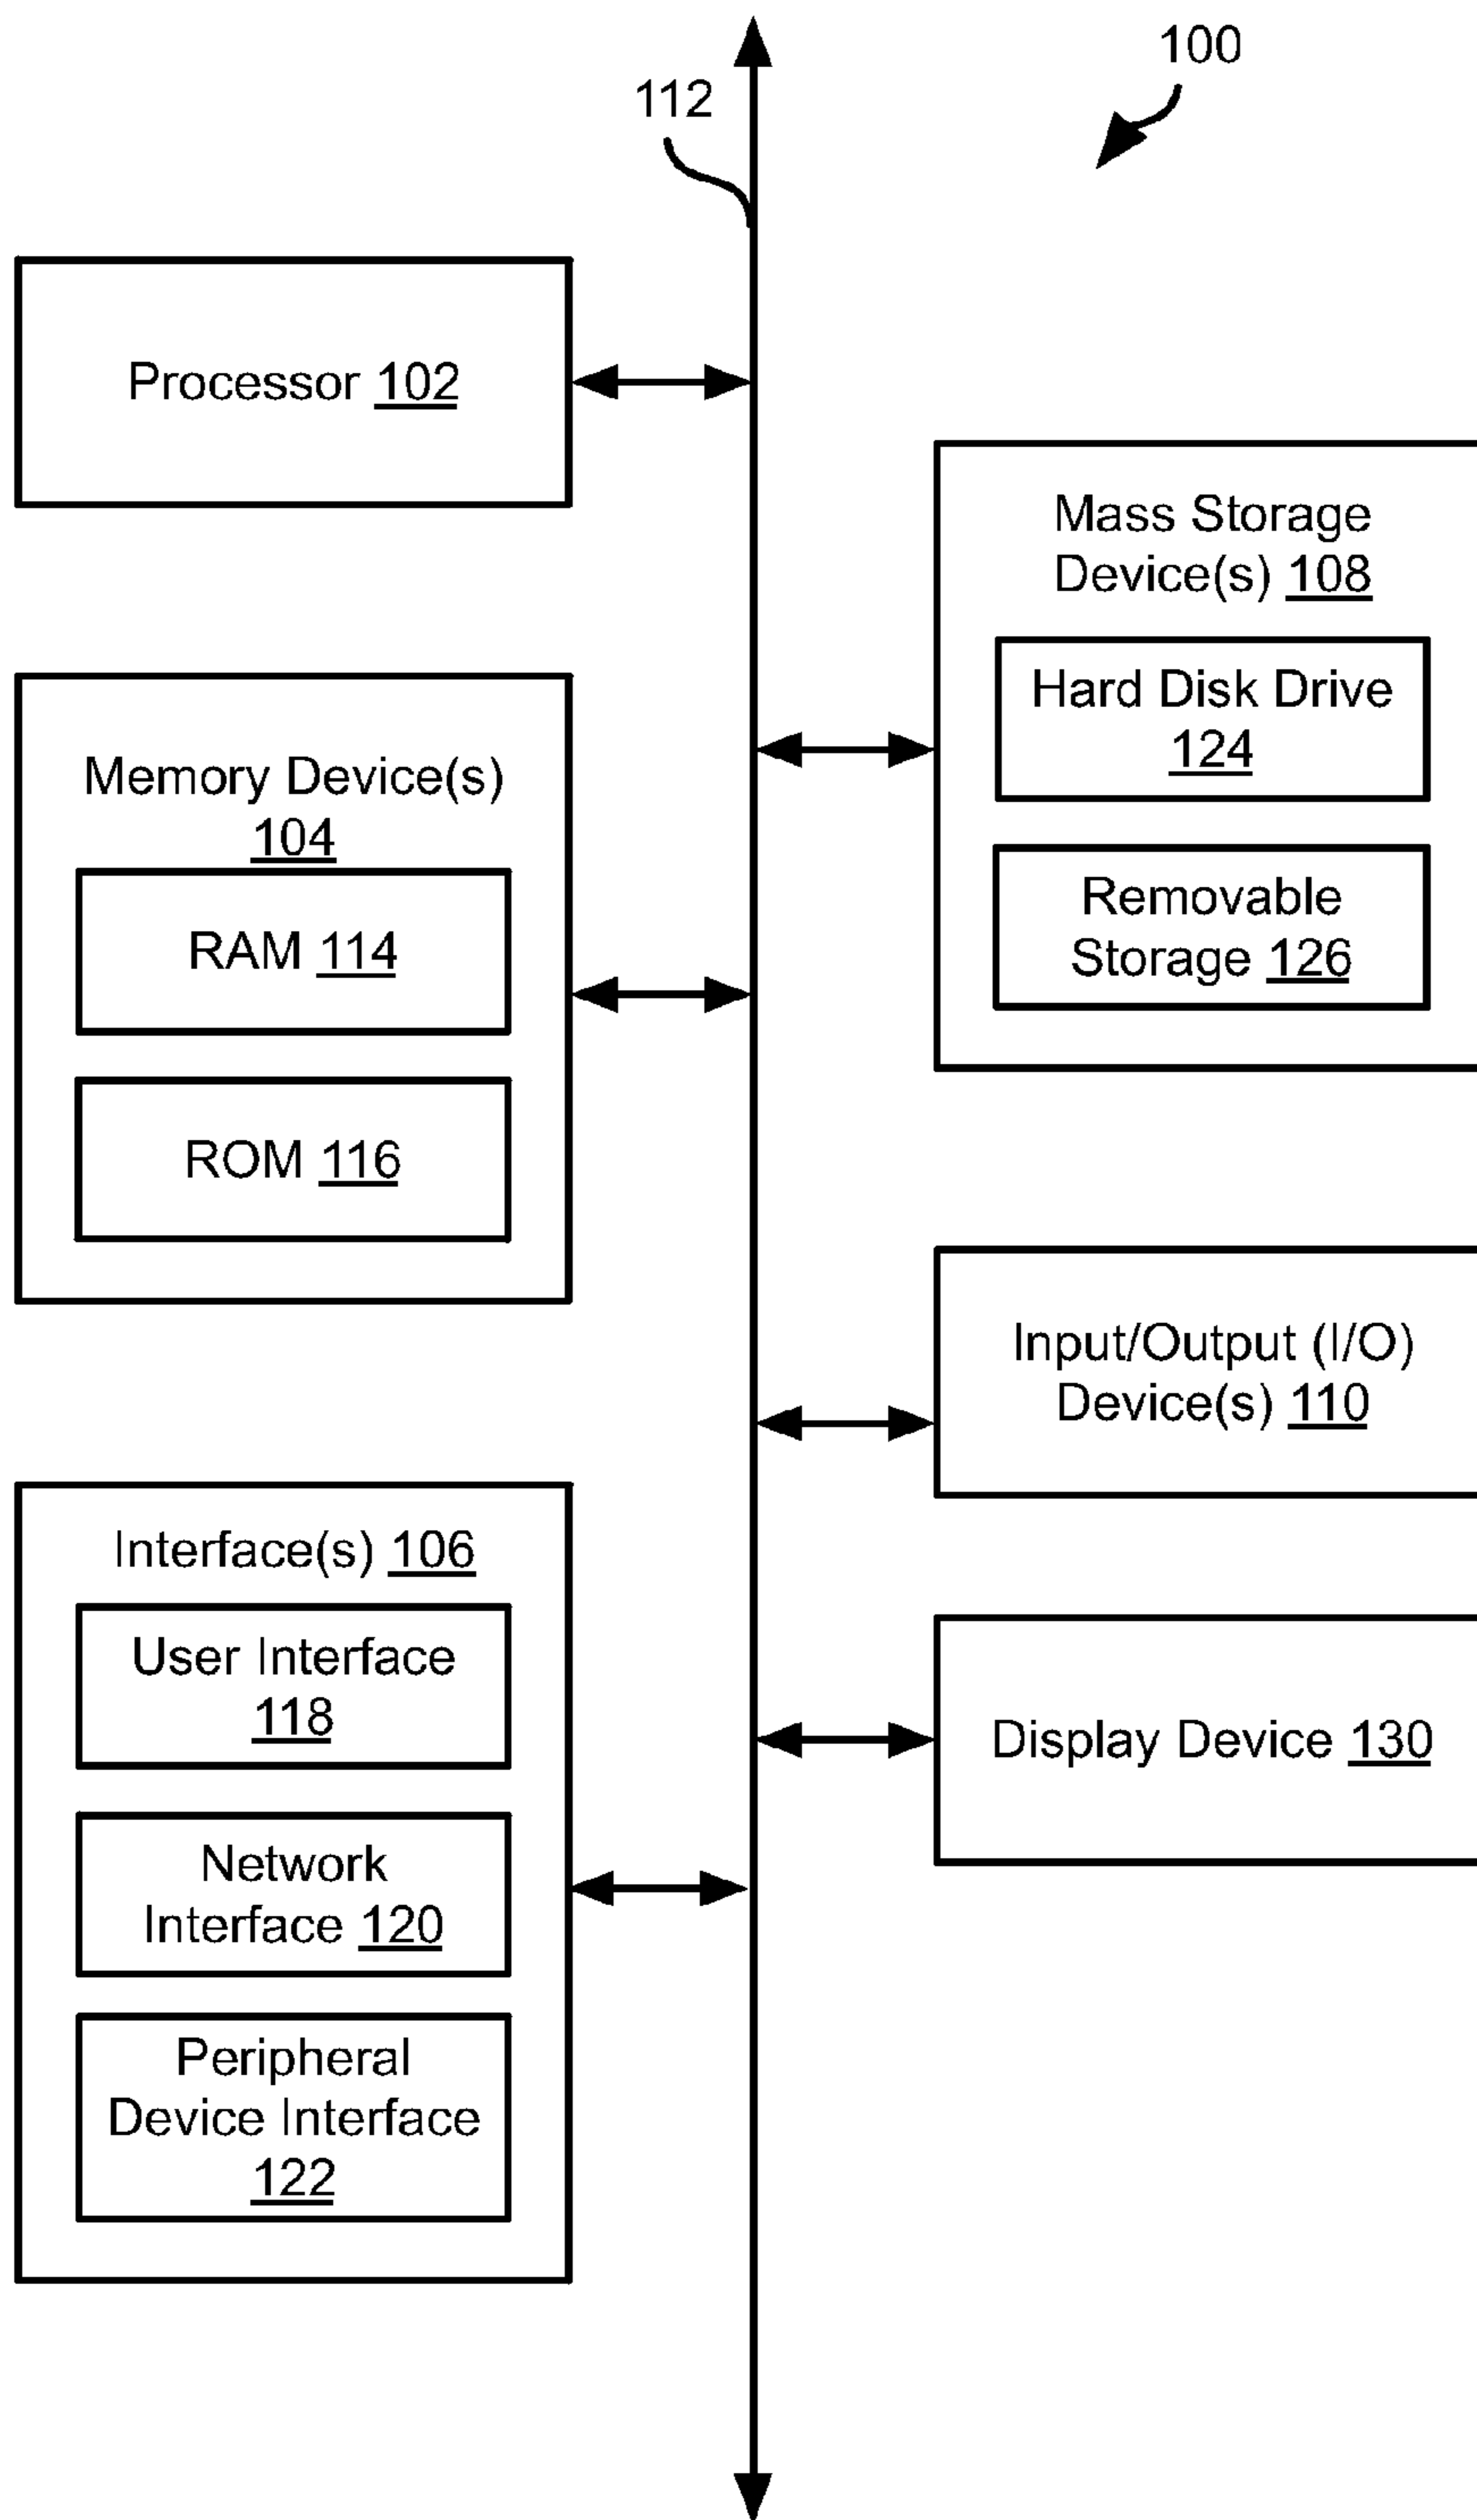 100
112
Processor 102
Mass Storage
Device(s) 108
Hard Disk Drive
124
Removable
Storage 126
Memory Device(s)
104
RAM 114
ROM 116
Input/Output (I/O)
Device(s) 110
Interface(s) 106
User Interface
118
Network
Interface 120
Peripheral
Device Interface
122
Display Device 130